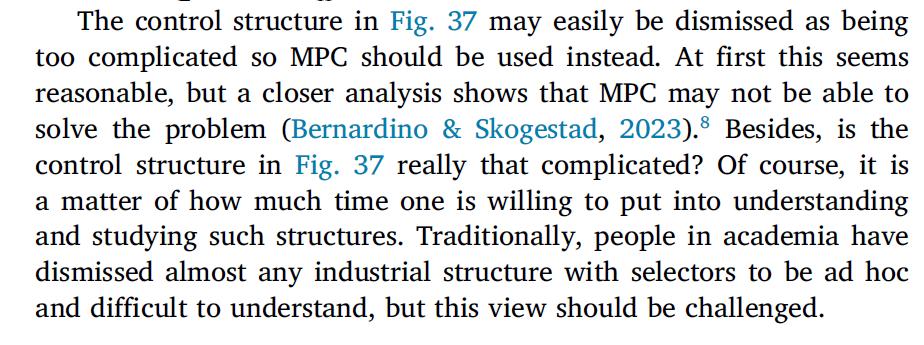 The control structure in Fig. 37 may easily be dismissed as being
too complicated so MPC should be used instead. At first this seems
reasonable, but a closer analysis shows that MPC may not be able to
solve the problem (Bernardino & Skogestad, 2023).⁸ Besides, is the
control structure in Fig. 37 really that complicated? Of course, it is
a matter of how much time one is willing to put into understanding
and studying such structures. Traditionally, people in academia have
dismissed almost any industrial structure with selectors to be ad hoc
and difficult to understand, but this view should be challenged.